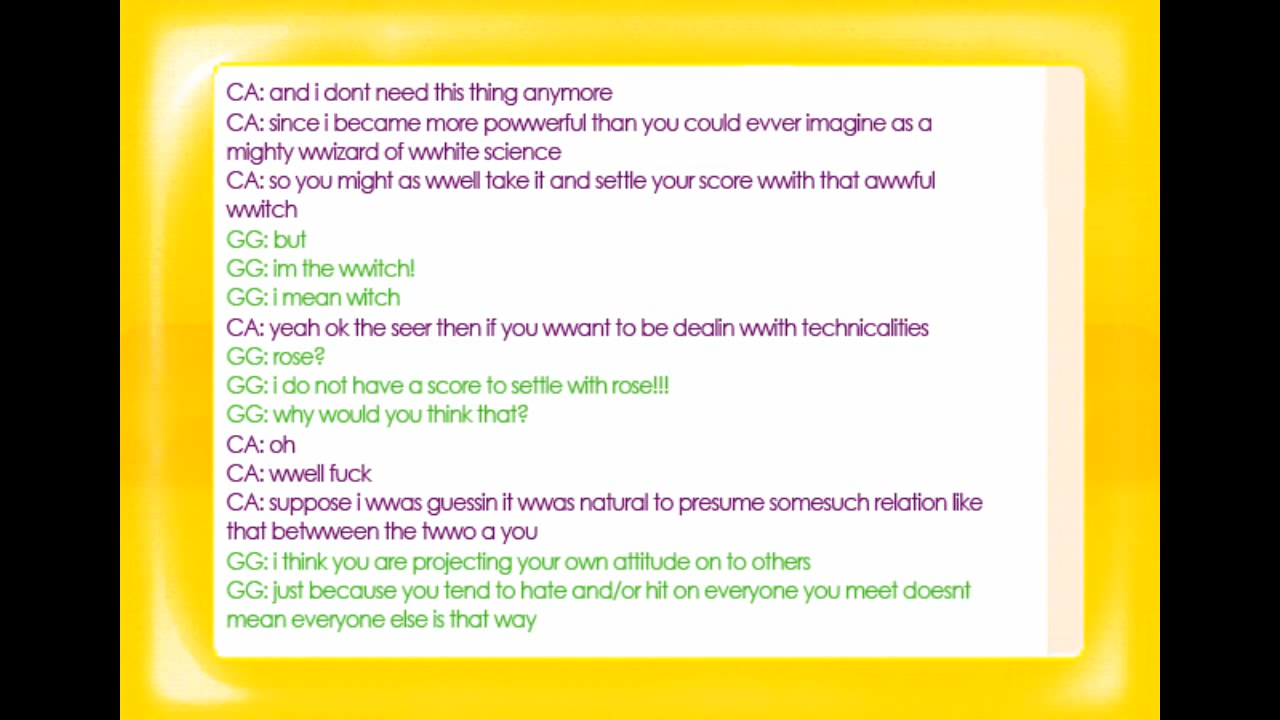 CA: and i dont need this thing anymore
CA: since i became more powwerful than you could evver imagine as a
mighty wwizard of wwhite science
CA: so you might as wwell take it and settle your score wwith that awwful
wwitch
GG: but
GG: im the wwitch!
GG: i mean witch
CA: yeah ok the seer then if you wwant to be dealin wwith technicalities
GG: rose?
GG: i do not have a score to settle with rose!!!
GG: why would you think that?
CA: oh
CA: wwell fuck
CA: suppose i wwas guessin it wwas natural to presume somesuch relation like
that betwween the twwo a you
GG: i think you are projecting your own attitude on to others
GG: just because you tend to hate and/or hit on everyone you meet doesnt
mean everyone else is that way